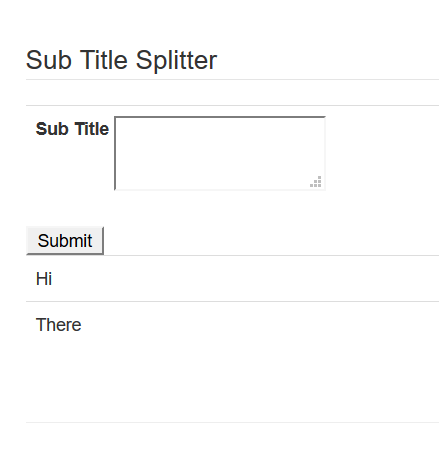 Sub Title Splitter
Sub Title
Submit
Hi
There